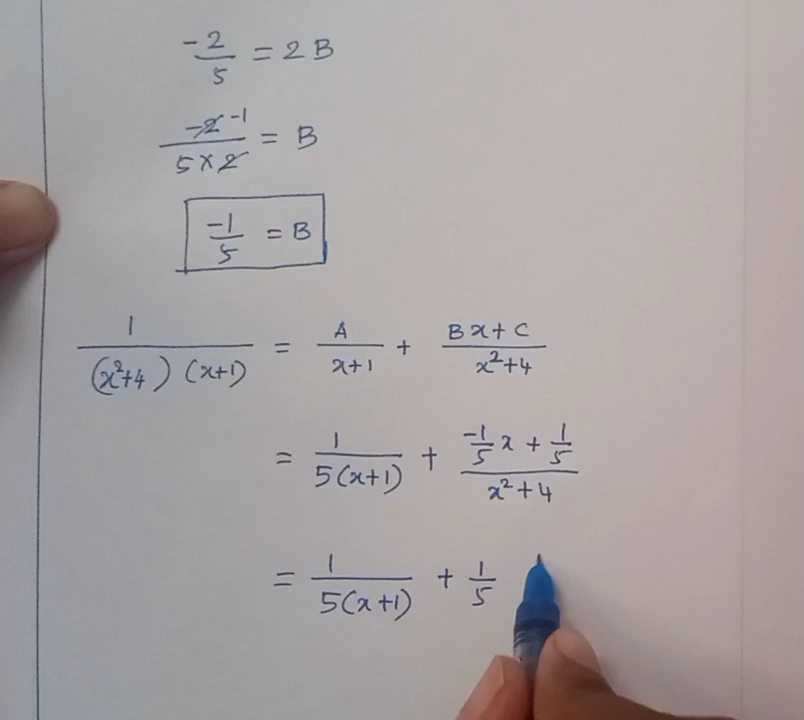 -2/5 = 2B
-2 -1/5×2 = B
-1/5 = B
1/(x²+4)(x+1) = A/x+1 + Bx+C/x²+4
= 1/5(x+1) + -1/5 x + 1/5/x²+4
= 1/5(x+1) + 1/5